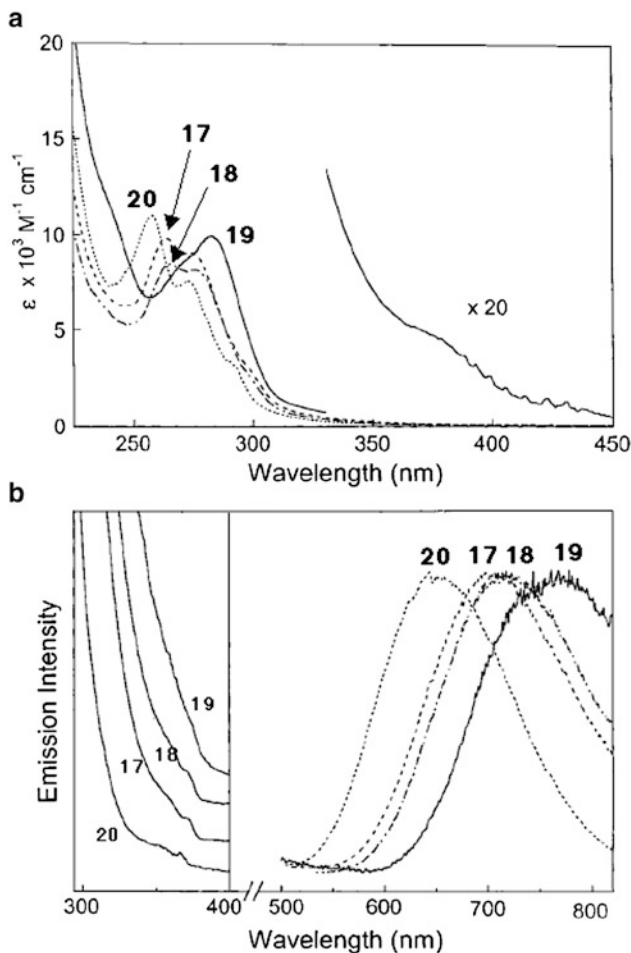 a
ε x 10³ M⁻¹ cm⁻¹
20
15
10
5
0
17
18
20
19
x 20
250 300 350 400 450
Wavelength (nm)
b
Emission Intensity
20 17 18 19
19
18
17
20
300 400 500 600 700 800
Wavelength (nm)